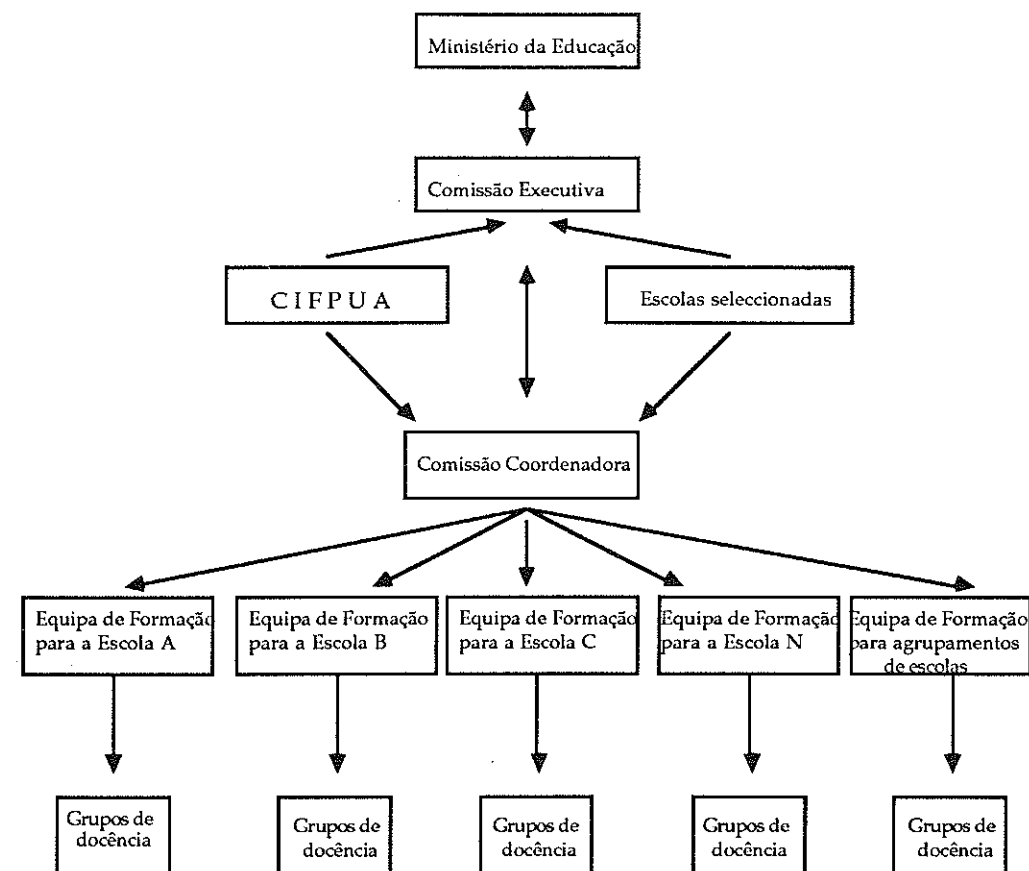 Ministério da Educação
Comissão Executiva
C I F P U A
Escolas seleccionadas
Comissão Coordenadora
Equipa de Formação
para a Escola A
Equipa de Formação
para a Escola B
Equipa de Formação
para a Escola C
Equipa de Formação
para a Escola N
Equipa de Formação
para agrupamentos
de escolas
Grupos de
docência
Grupos de
docência
Grupos de
docência
Grupos de
docência
Grupos de
docência